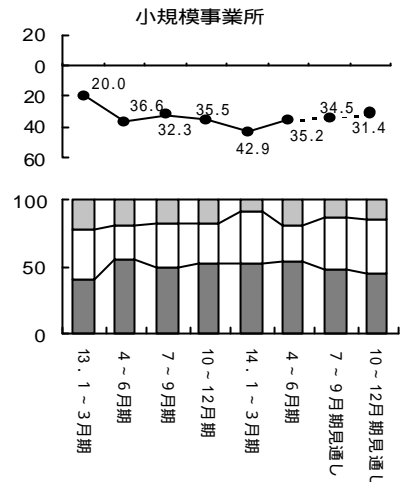 小規模事業所
20
0
20
40
60
20.0
36.6
32.3
35.5
42.9
35.2
34.5
31.4
100
50
0
13．1～3月期
4～6月期
7～9月期
10～12月期
14．1～3月期
4～6月期
7～9月期見通し
10～12月期見通し